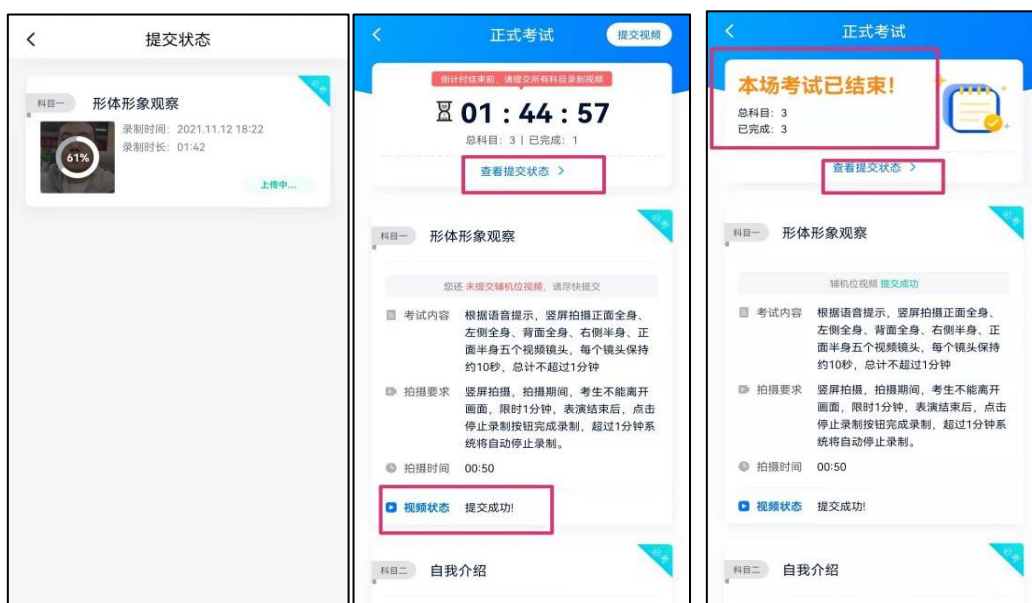 提交状态
必考
科目一 形体形象观察
录制时间：2021.11.12 18:22
录制时长：01:42
61%
上传中...
正式考试
提交视频
倒计时结束前，请提交所有科目录制视频
01 : 44 : 57
总科目：3 | 已完成：1
查看提交状态 >
必考
科目一 形体形象观察
您还 未提交辅机位视频，请尽快提交
考试内容 根据语音提示，竖屏拍摄正面全身、
左侧全身、背面全身、右侧半身、正
面半身五个视频镜头，每个镜头保持
约10秒，总计不超过1分钟
拍摄要求 竖屏拍摄，拍摄期间，考生不能离开
画面，限时1分钟，表演结束后，点击
停止录制按钮完成录制，超过1分钟系
统将自动停止录制。
拍摄时间 00:50
视频状态 提交成功!
必考
科目二 自我介绍
正式考试
本场考试已结束!
总科目：3
已完成：3
查看提交状态 >
必考
科目一 形体形象观察
辅机位视频 提交成功
考试内容 根据语音提示，竖屏拍摄正面全身、
左侧全身、背面全身、右侧半身、正
面半身五个视频镜头，每个镜头保持
约10秒，总计不超过1分钟
拍摄要求 竖屏拍摄，拍摄期间，考生不能离开
画面，限时1分钟，表演结束后，点击
停止录制按钮完成录制，超过1分钟系
统将自动停止录制。
拍摄时间 00:50
视频状态 提交成功!
必考
科目二 自我介绍